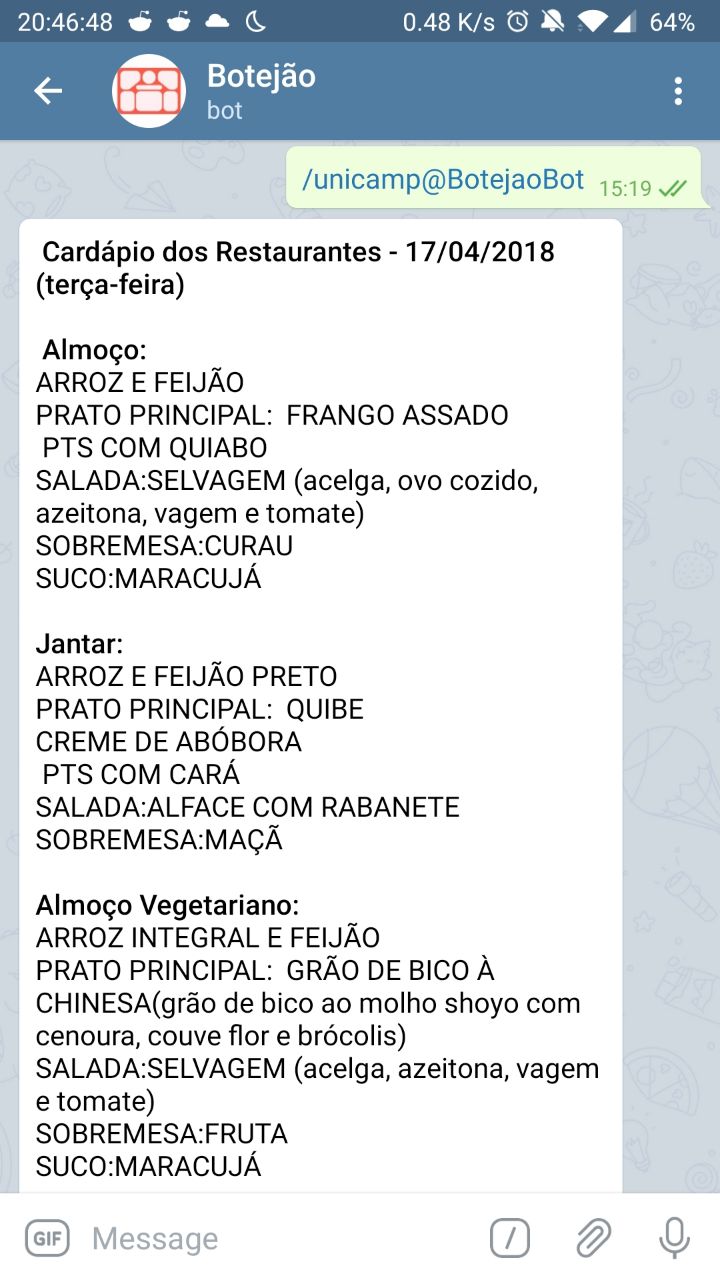 20:46:48
0.48 K/s
64%
Botejão
bot
/unicamp@BotejaoBot 15:19
Cardápio dos Restaurantes - 17/04/2018
(terça-feira)
Almoço:
ARROZ E FEIJÃO
PRATO PRINCIPAL:  FRANGO ASSADO
PTS COM QUIABO
SALADA:SELVAGEM (acelga, ovo cozido,
azeitona, vagem e tomate)
SOBREMESA:CURAU
SUCO:MARACUJÁ
Jantar:
ARROZ E FEIJÃO PRETO
PRATO PRINCIPAL:  QUIBE
CREME DE ABÓBORA
PTS COM CARÁ
SALADA:ALFACE COM RABANETE
SOBREMESA:MAÇÃ
Almoço Vegetariano:
ARROZ INTEGRAL E FEIJÃO
PRATO PRINCIPAL:  GRÃO DE BICO À
CHINESA(grão de bico ao molho shoyo com
cenoura, couve flor e brócolis)
SALADA:SELVAGEM (acelga, azeitona, vagem
e tomate)
SOBREMESA:FRUTA
SUCO:MARACUJÁ
GIF Message /